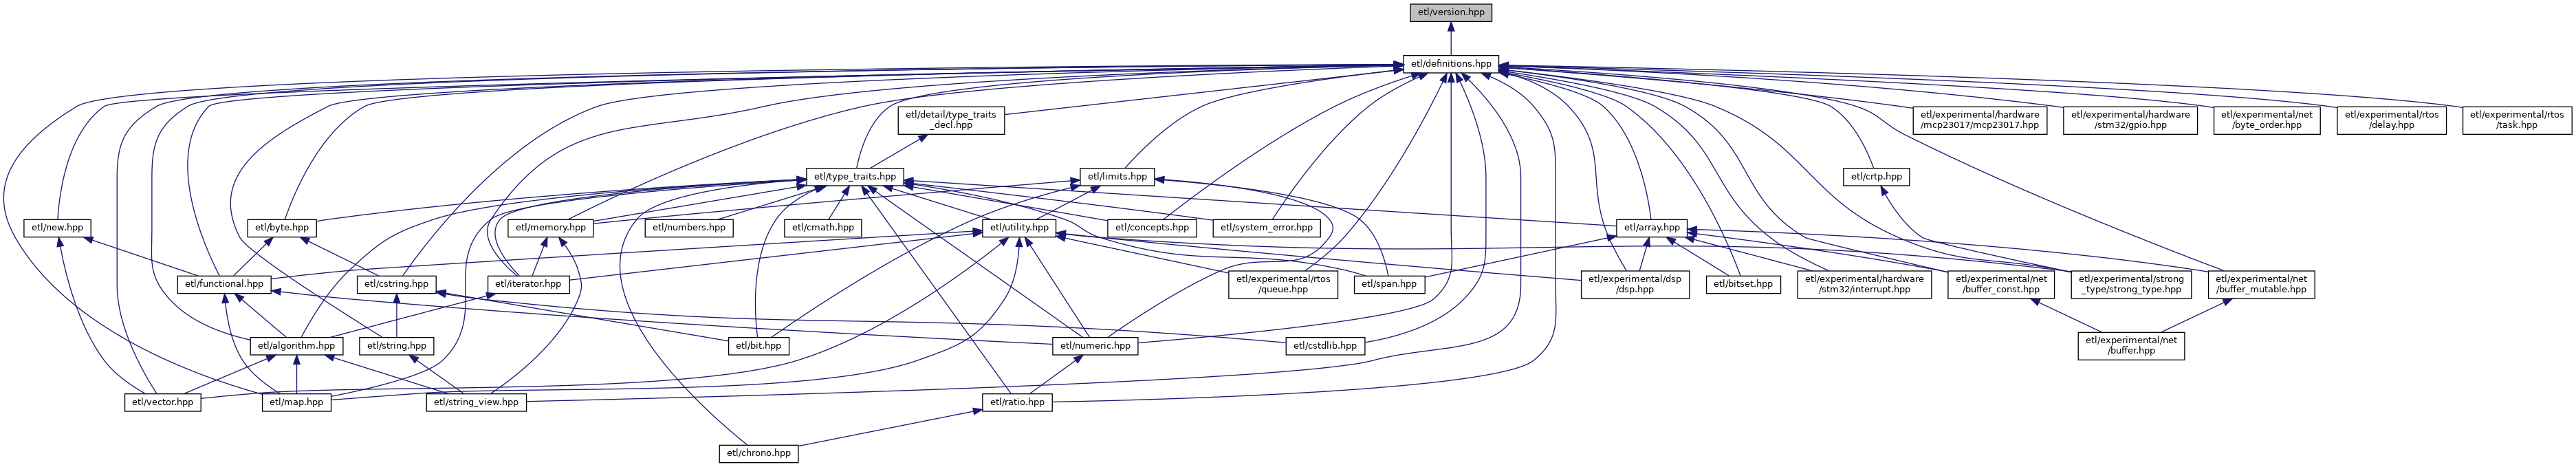 etl/version.hpp
etl/definitions.hpp
etl/detail/type_traits
_decl.hpp
etl/experimental/hardware
/mcp23017/mcp23017.hpp
etl/experimental/hardware
/stm32/gpio.hpp
etl/experimental/net
/byte_order.hpp
etl/experimental/rtos
/delay.hpp
etl/experimental/rtos
/task.hpp
etl/type_traits.hpp
etl/limits.hpp
etl/crtp.hpp
etl/new.hpp
etl/byte.hpp
etl/memory.hpp
etl/numbers.hpp
etl/cmath.hpp
etl/utility.hpp
etl/concepts.hpp
etl/system_error.hpp
etl/array.hpp
etl/functional.hpp
etl/cstring.hpp
etl/iterator.hpp
etl/experimental/rtos
/queue.hpp
etl/span.hpp
etl/experimental/dsp
/dsp.hpp
etl/bitset.hpp
etl/experimental/hardware
/stm32/interrupt.hpp
etl/experimental/net
/buffer_const.hpp
etl/experimental/strong
_type/strong_type.hpp
etl/experimental/net
/buffer_mutable.hpp
etl/algorithm.hpp
etl/string.hpp
etl/bit.hpp
etl/numeric.hpp
etl/cstdlib.hpp
etl/experimental/net
/buffer.hpp
etl/vector.hpp
etl/map.hpp
etl/string_view.hpp
etl/ratio.hpp
etl/chrono.hpp